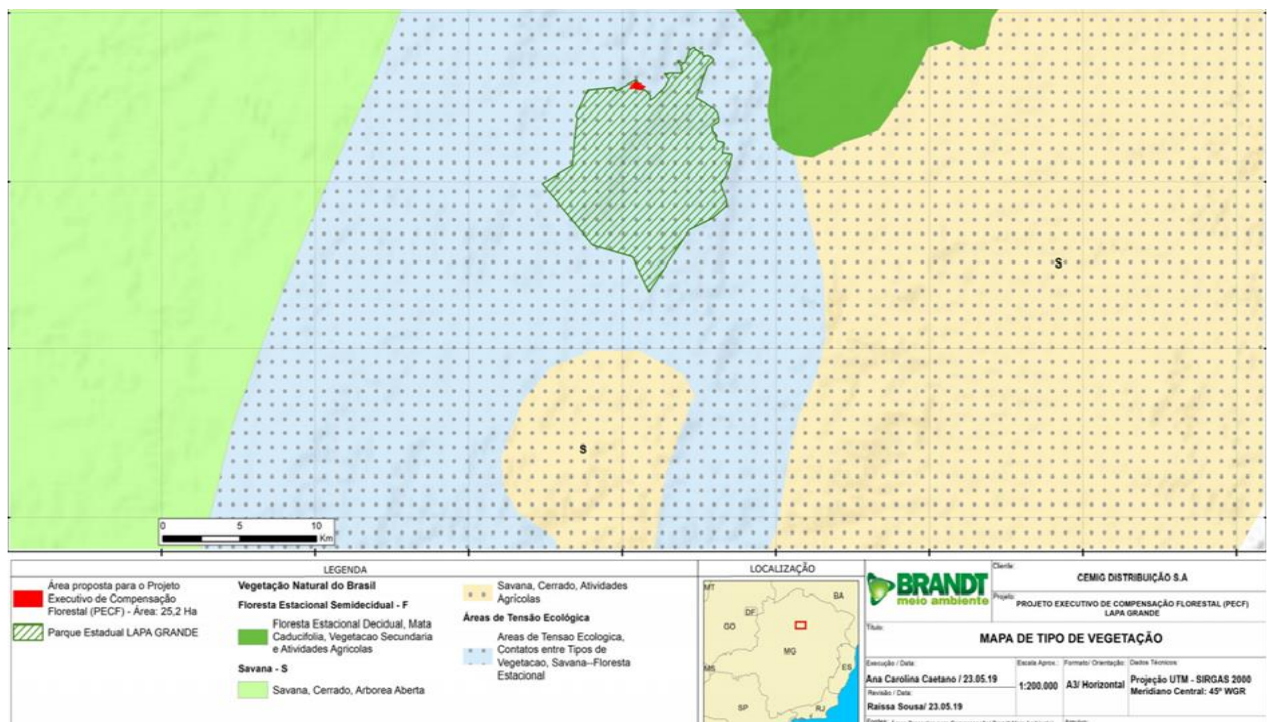 S
S
0 5 10
Km
LEGENDA
Área proposta para o Projeto
Executivo de Compensação
Florestal (PECF) - Área: 25,2 Ha
Parque Estadual LAPA GRANDE
Vegetação Natural do Brasil
Floresta Estacional Semidecidual - F
Floresta Estacional Decidual, Mata
Caducifolia, Vegetacao Secundaria
e Atividades Agricolas
Savana - S
Savana, Cerrado, Arborea Aberta
Savana, Cerrado, Atividades
Agrícolas
Áreas de Tensão Ecológica
Areas de Tensao Ecologica,
Contatos entre Tipos de
Vegetacao, Savana--Floresta
Estacional
LOCALIZAÇÃO
MT
BA
DF
GO
MG
MS
ES
SP
RJ
BRANDT
meio ambiente
Cliente:
CEMIG DISTRIBUIÇÃO S.A
Projeto:
PROJETO EXECUTIVO DE COMPENSAÇÃO FLORESTAL (PECF)
LAPA GRANDE
Título:
MAPA DE TIPO DE VEGETAÇÃO
Execução / Data:
Ana Carolina Caetano / 23.05.19
Revisão / Data:
Raissa Sousa/ 23.05.19
Escala Aprox.:
1:200.000
Formato/ Orientação:
A3/ Horizontal
Dados Técnicos:
Projeção UTM - SIRGAS 2000
Meridiano Central: 45º WGR